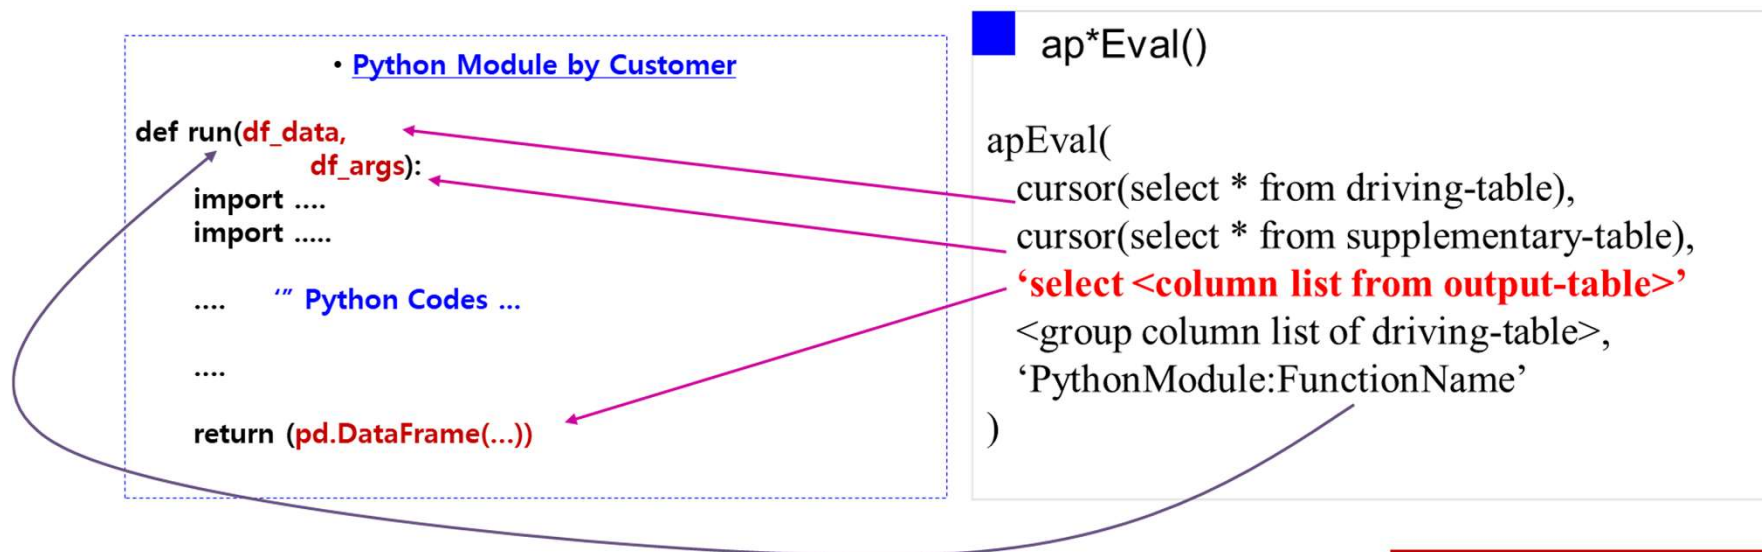 • Python Module by Customer
def run(df_data,
df_args):
import ....
import .....
.... ‘” Python Codes ...
....
return (pd.DataFrame(...))
ap*Eval()
apEval(
cursor(select * from driving-table),
cursor(select * from supplementary-table),
‘select <column list from output-table>’
<group column list of driving-table>,
‘PythonModule:FunctionName’
)